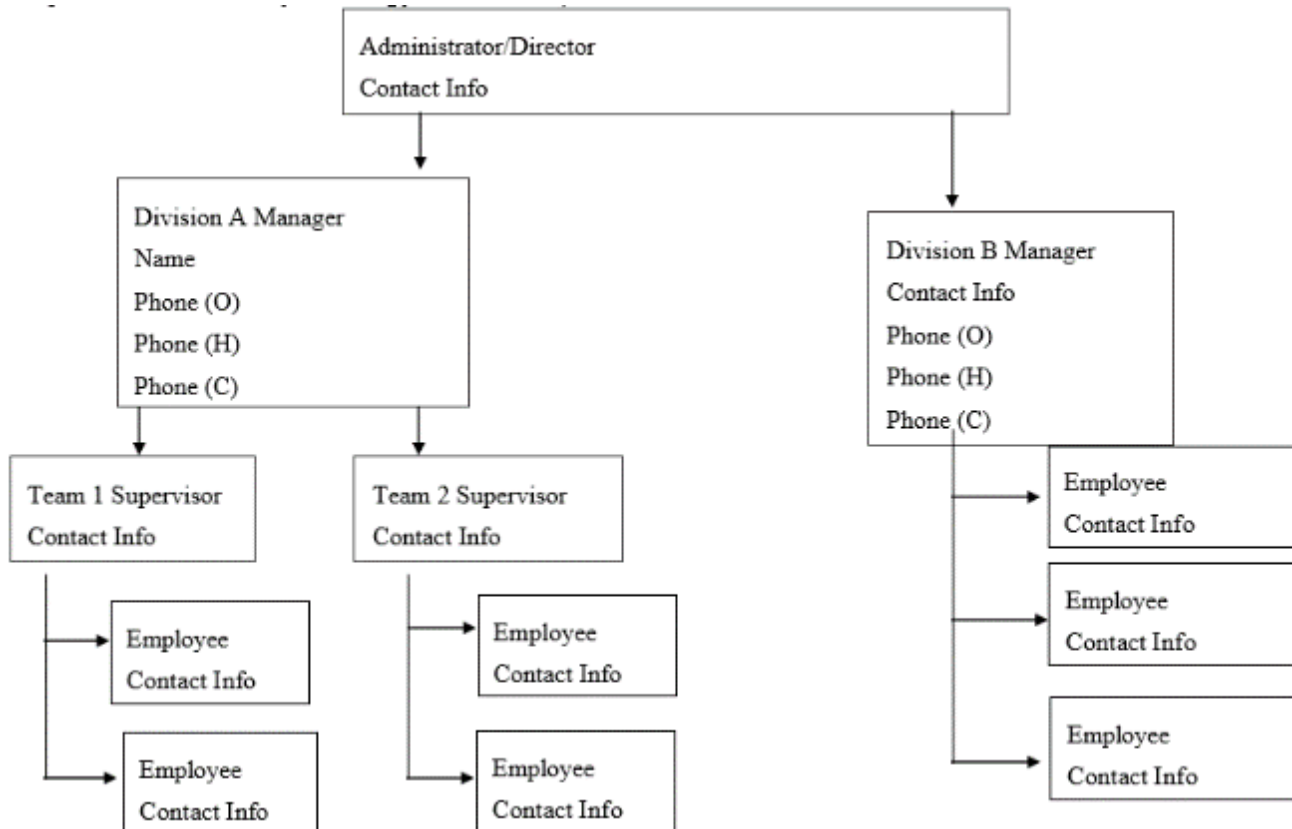 Administrator/Director
Contact Info
Division A Manager
Name
Phone (O)
Phone (H)
Phone (C)
Division B Manager
Contact Info
Phone (O)
Phone (H)
Phone (C)
Team 1 Supervisor
Contact Info
Team 2 Supervisor
Contact Info
Employee
Contact Info
Employee
Contact Info
Employee
Contact Info
Employee
Contact Info
Employee
Contact Info
Employee
Contact Info
Employee
Contact Info